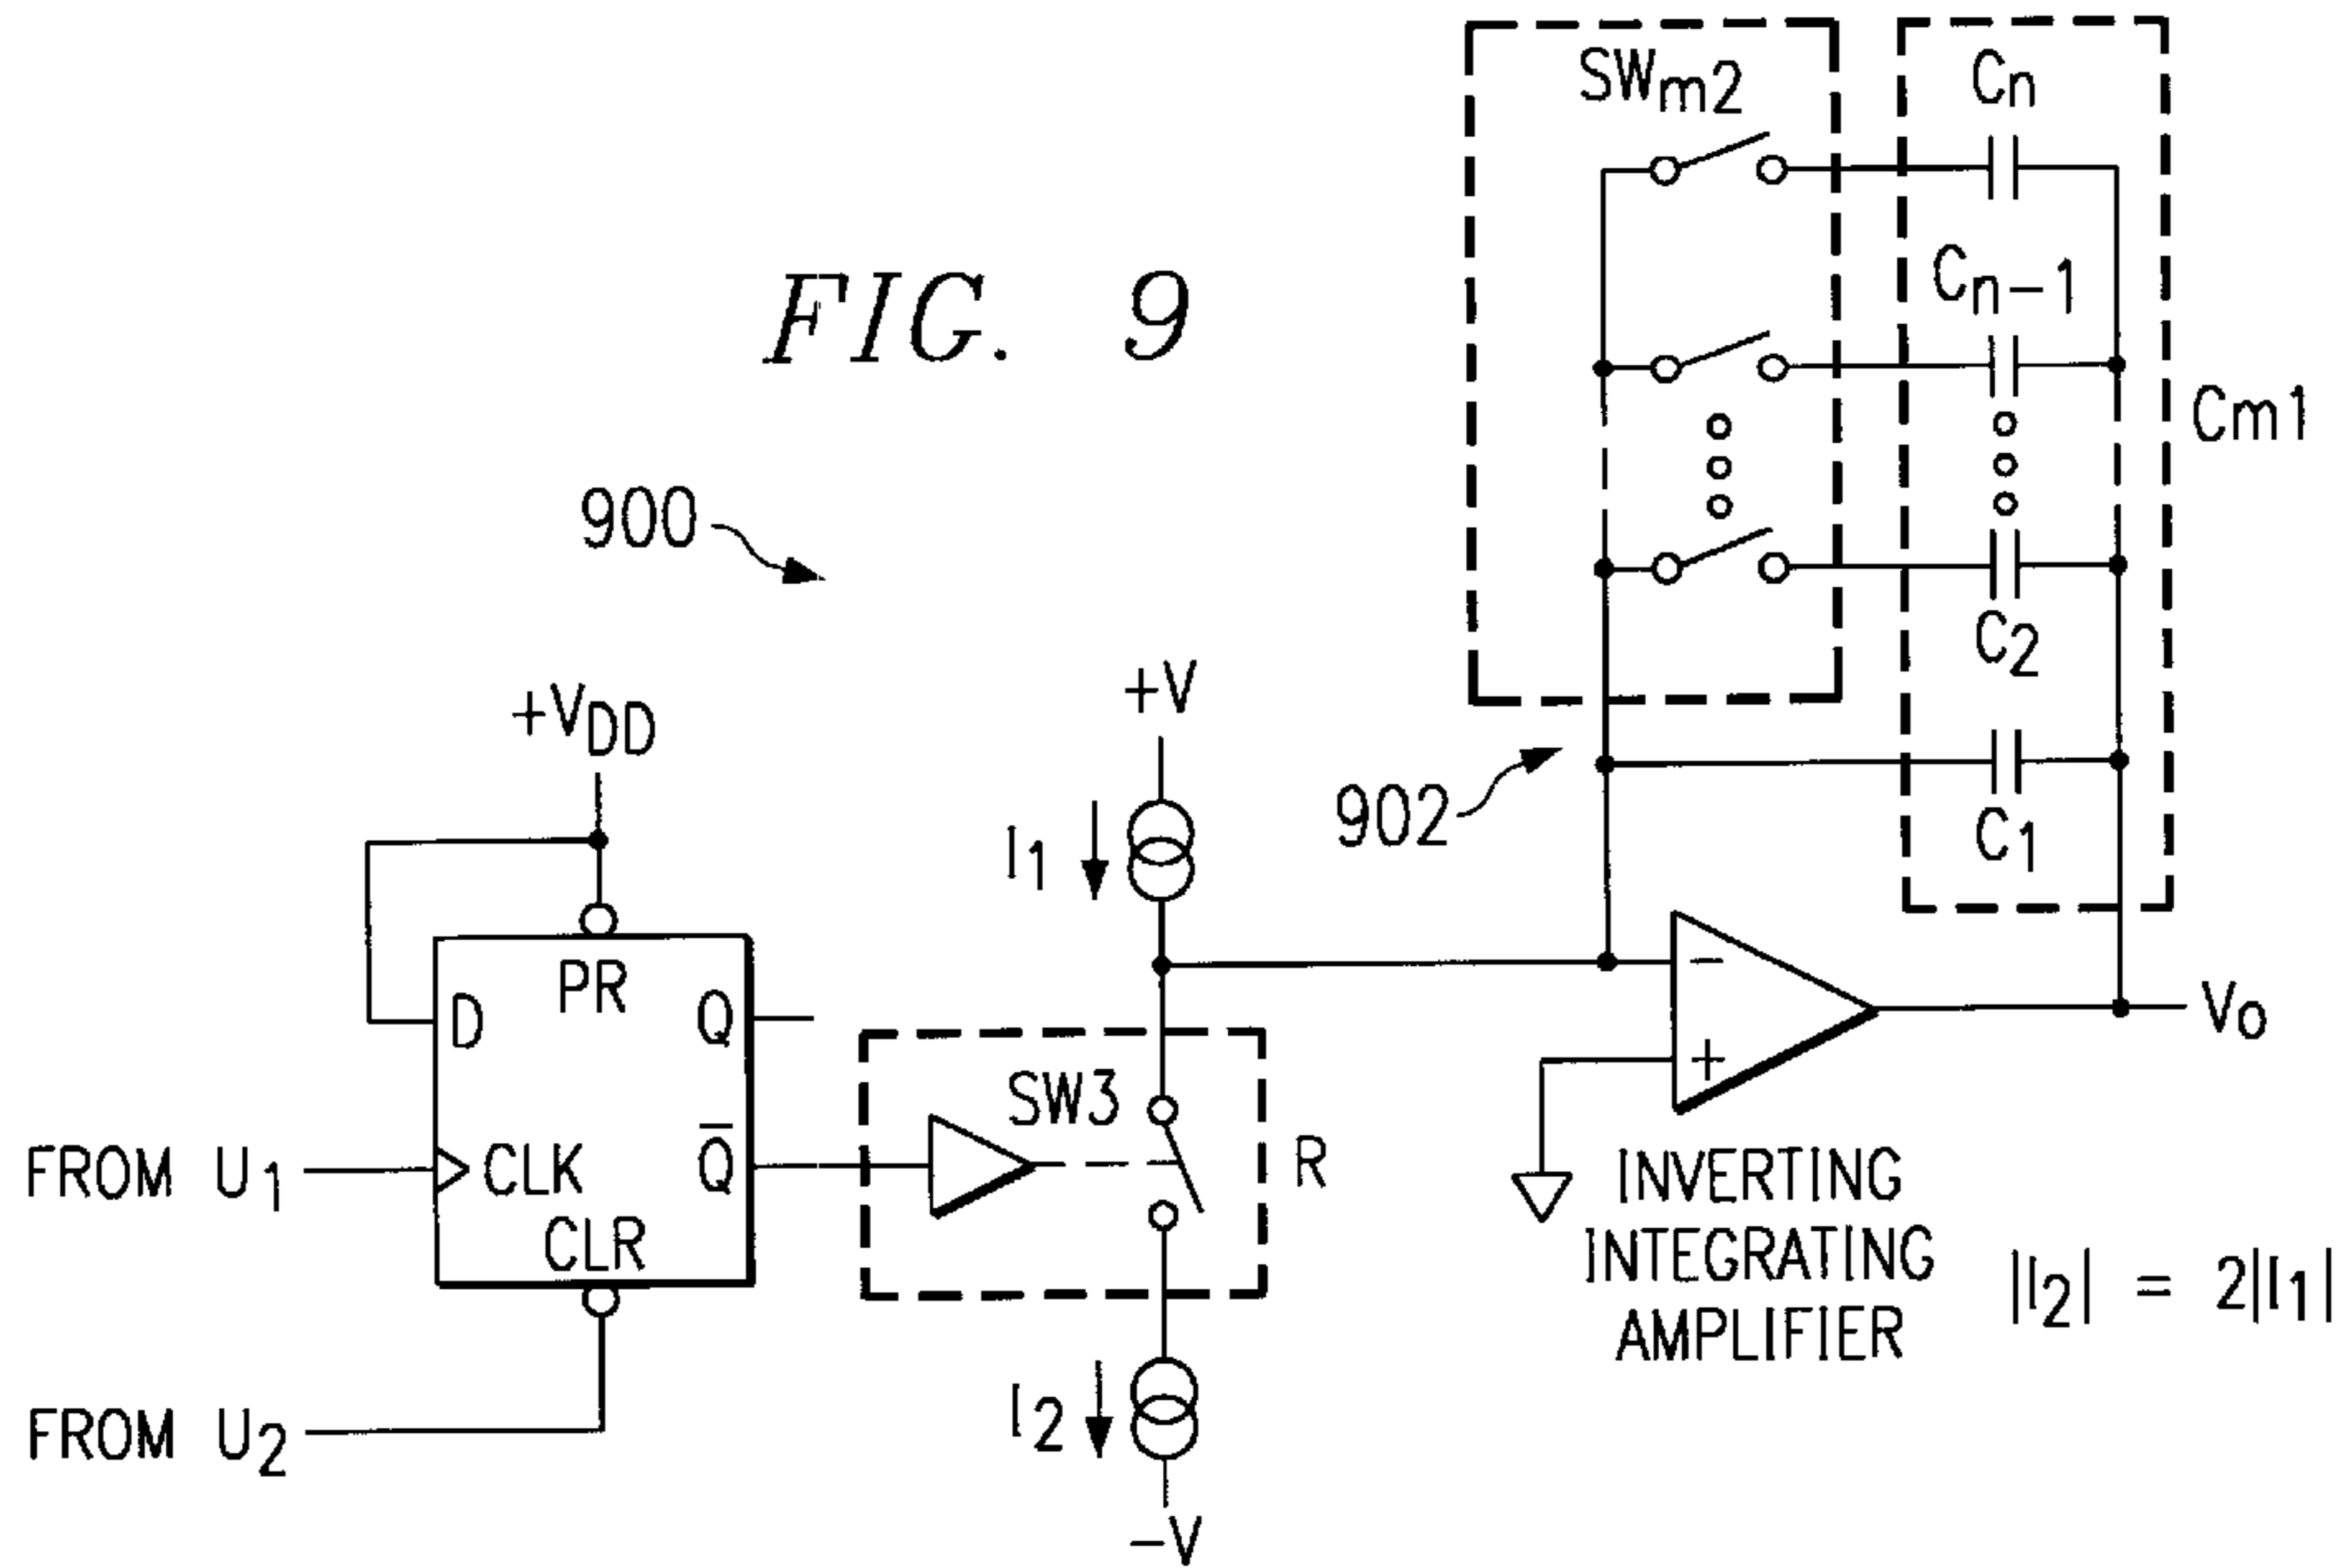 SWm2
Cn
FIG. 9
Cn-1
Cm1
900
C2
+V
+VDD
902
I1
C1
PR
D
Q
-
+
Vo
SW3
FROM U1
CLK
Q̅
R
CLR
INVERTING
INTEGRATING
AMPLIFIER
|I2| = 2|I1|
I2
FROM U2
-V